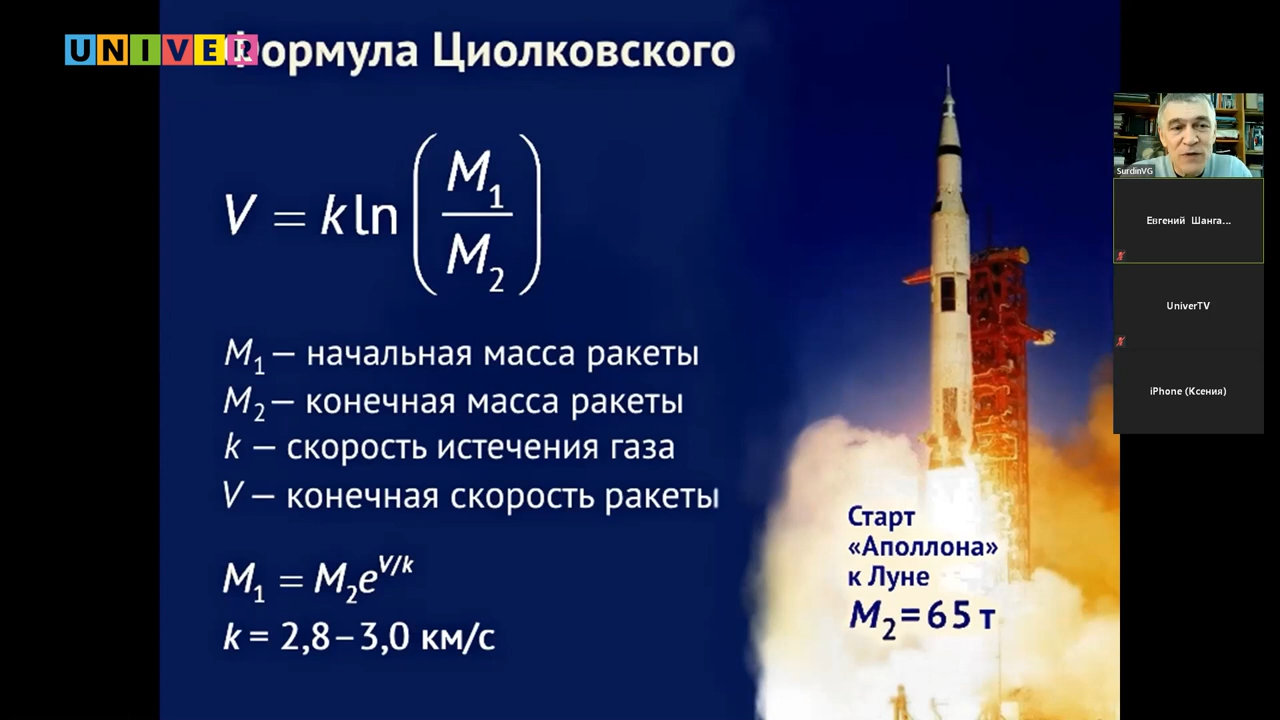 UNIVER
Формула Циолковского
V = k ln (M₁/M₂)
M₁ — начальная масса ракеты
M₂ — конечная масса ракеты
k — скорость истечения газа
V — конечная скорость ракеты
M₁ = M₂e^V/k
k = 2,8–3,0 км/с
Старт
«Аполлона»
к Луне
M₂ = 65 т
SurdinVG
Евгений Шанга...
UniverTV
iPhone (Ксения)